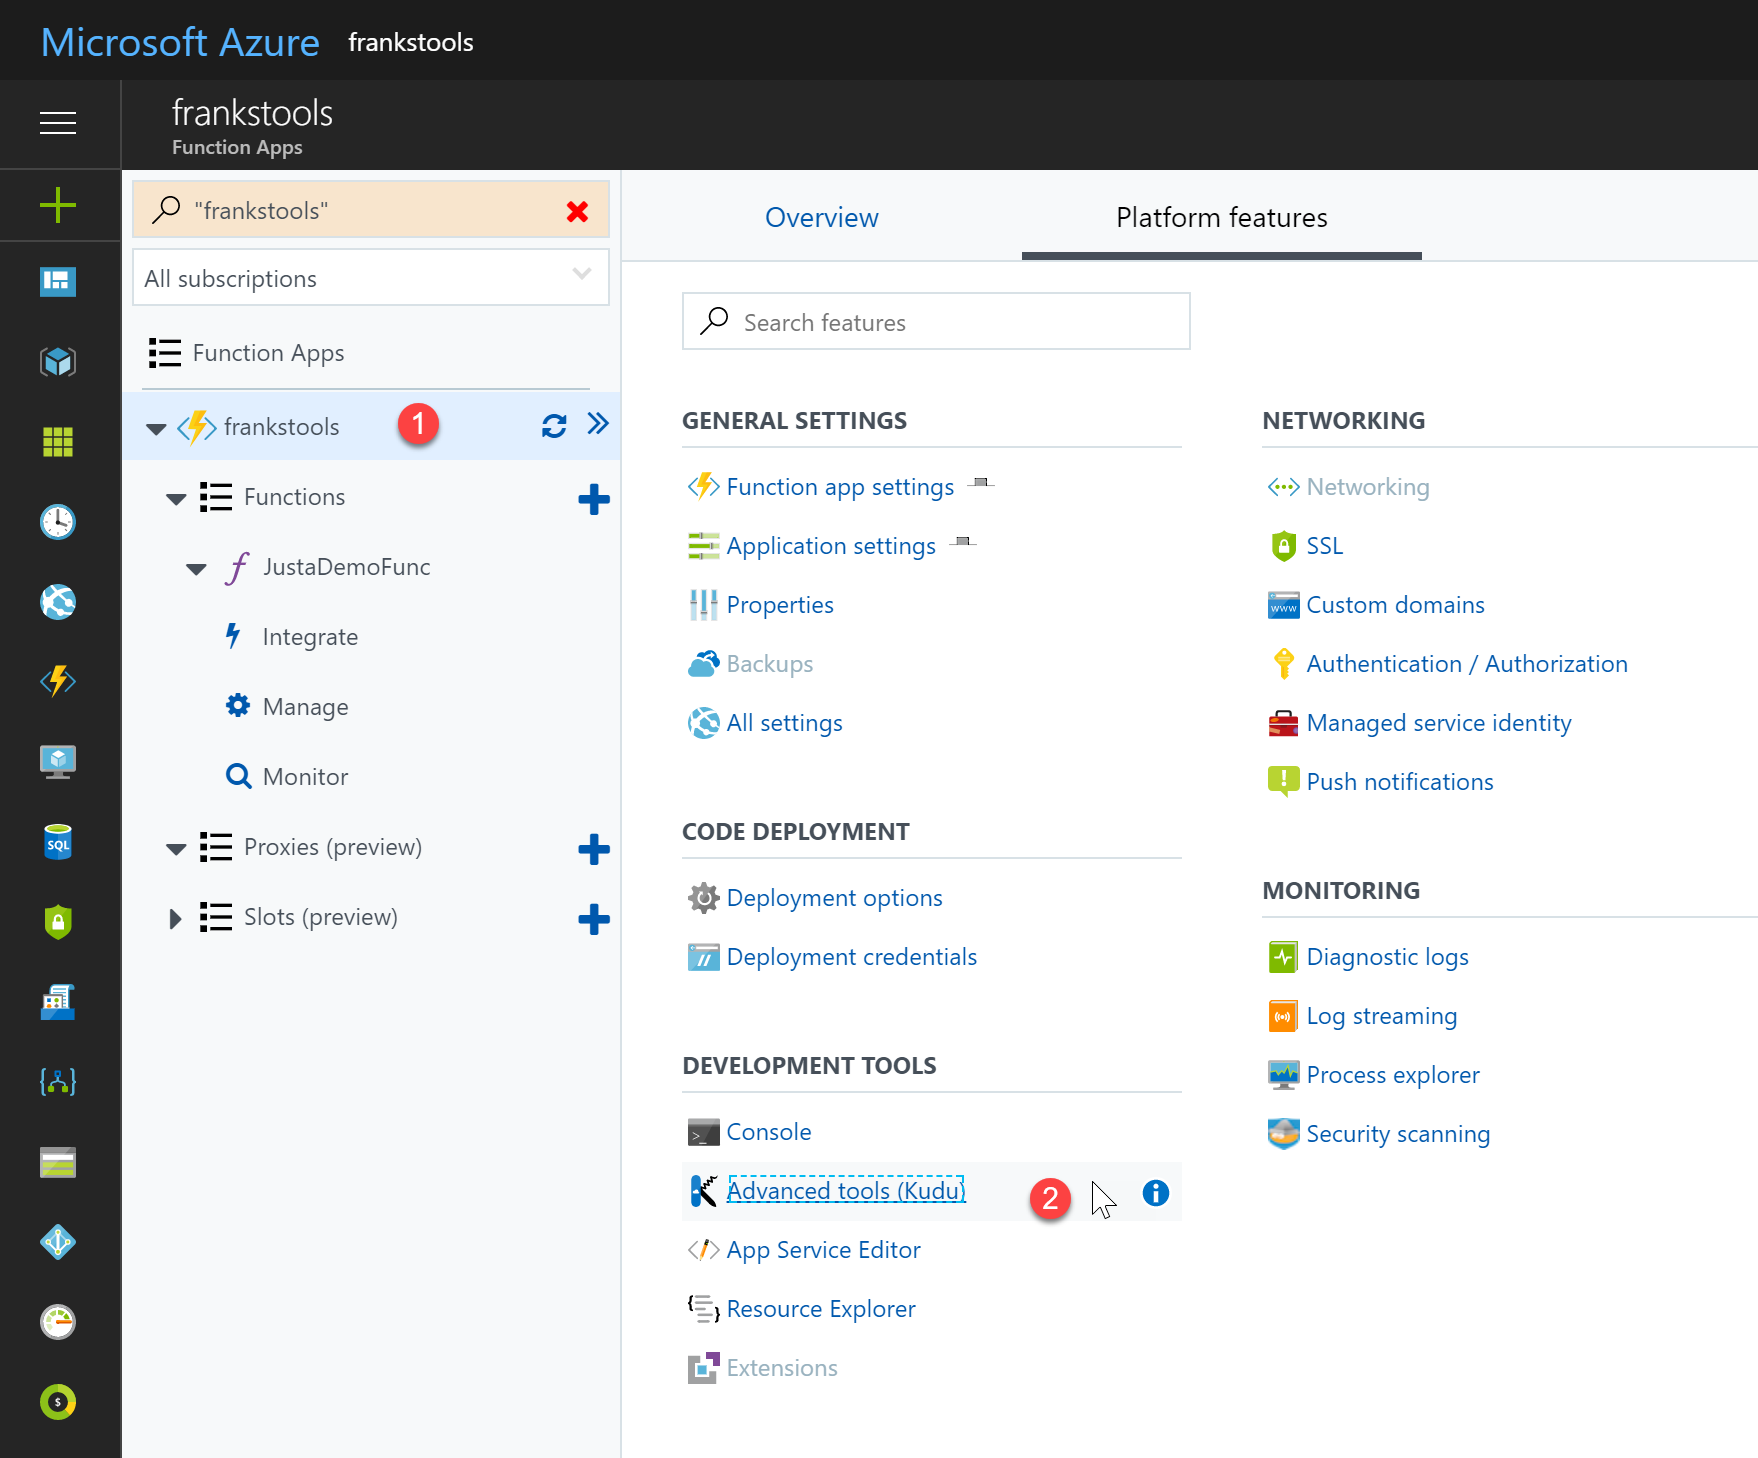 Microsoft Azure frankstools
frankstools
Function Apps
"frankstools"
All subscriptions
Function Apps
frankstools 1
Functions
JustaDemoFunc
Integrate
Manage
Monitor
Proxies (preview)
Slots (preview)
SQL
$
Overview Platform features
Search features
GENERAL SETTINGS
Function app settings
Application settings
Properties
Backups
All settings
CODE DEPLOYMENT
Deployment options
Deployment credentials
DEVELOPMENT TOOLS
Console
Advanced tools (Kudu) 2
App Service Editor
Resource Explorer
Extensions
NETWORKING
Networking
SSL
www Custom domains
Authentication / Authorization
Managed service identity
Push notifications
MONITORING
Diagnostic logs
Log streaming
Process explorer
Security scanning